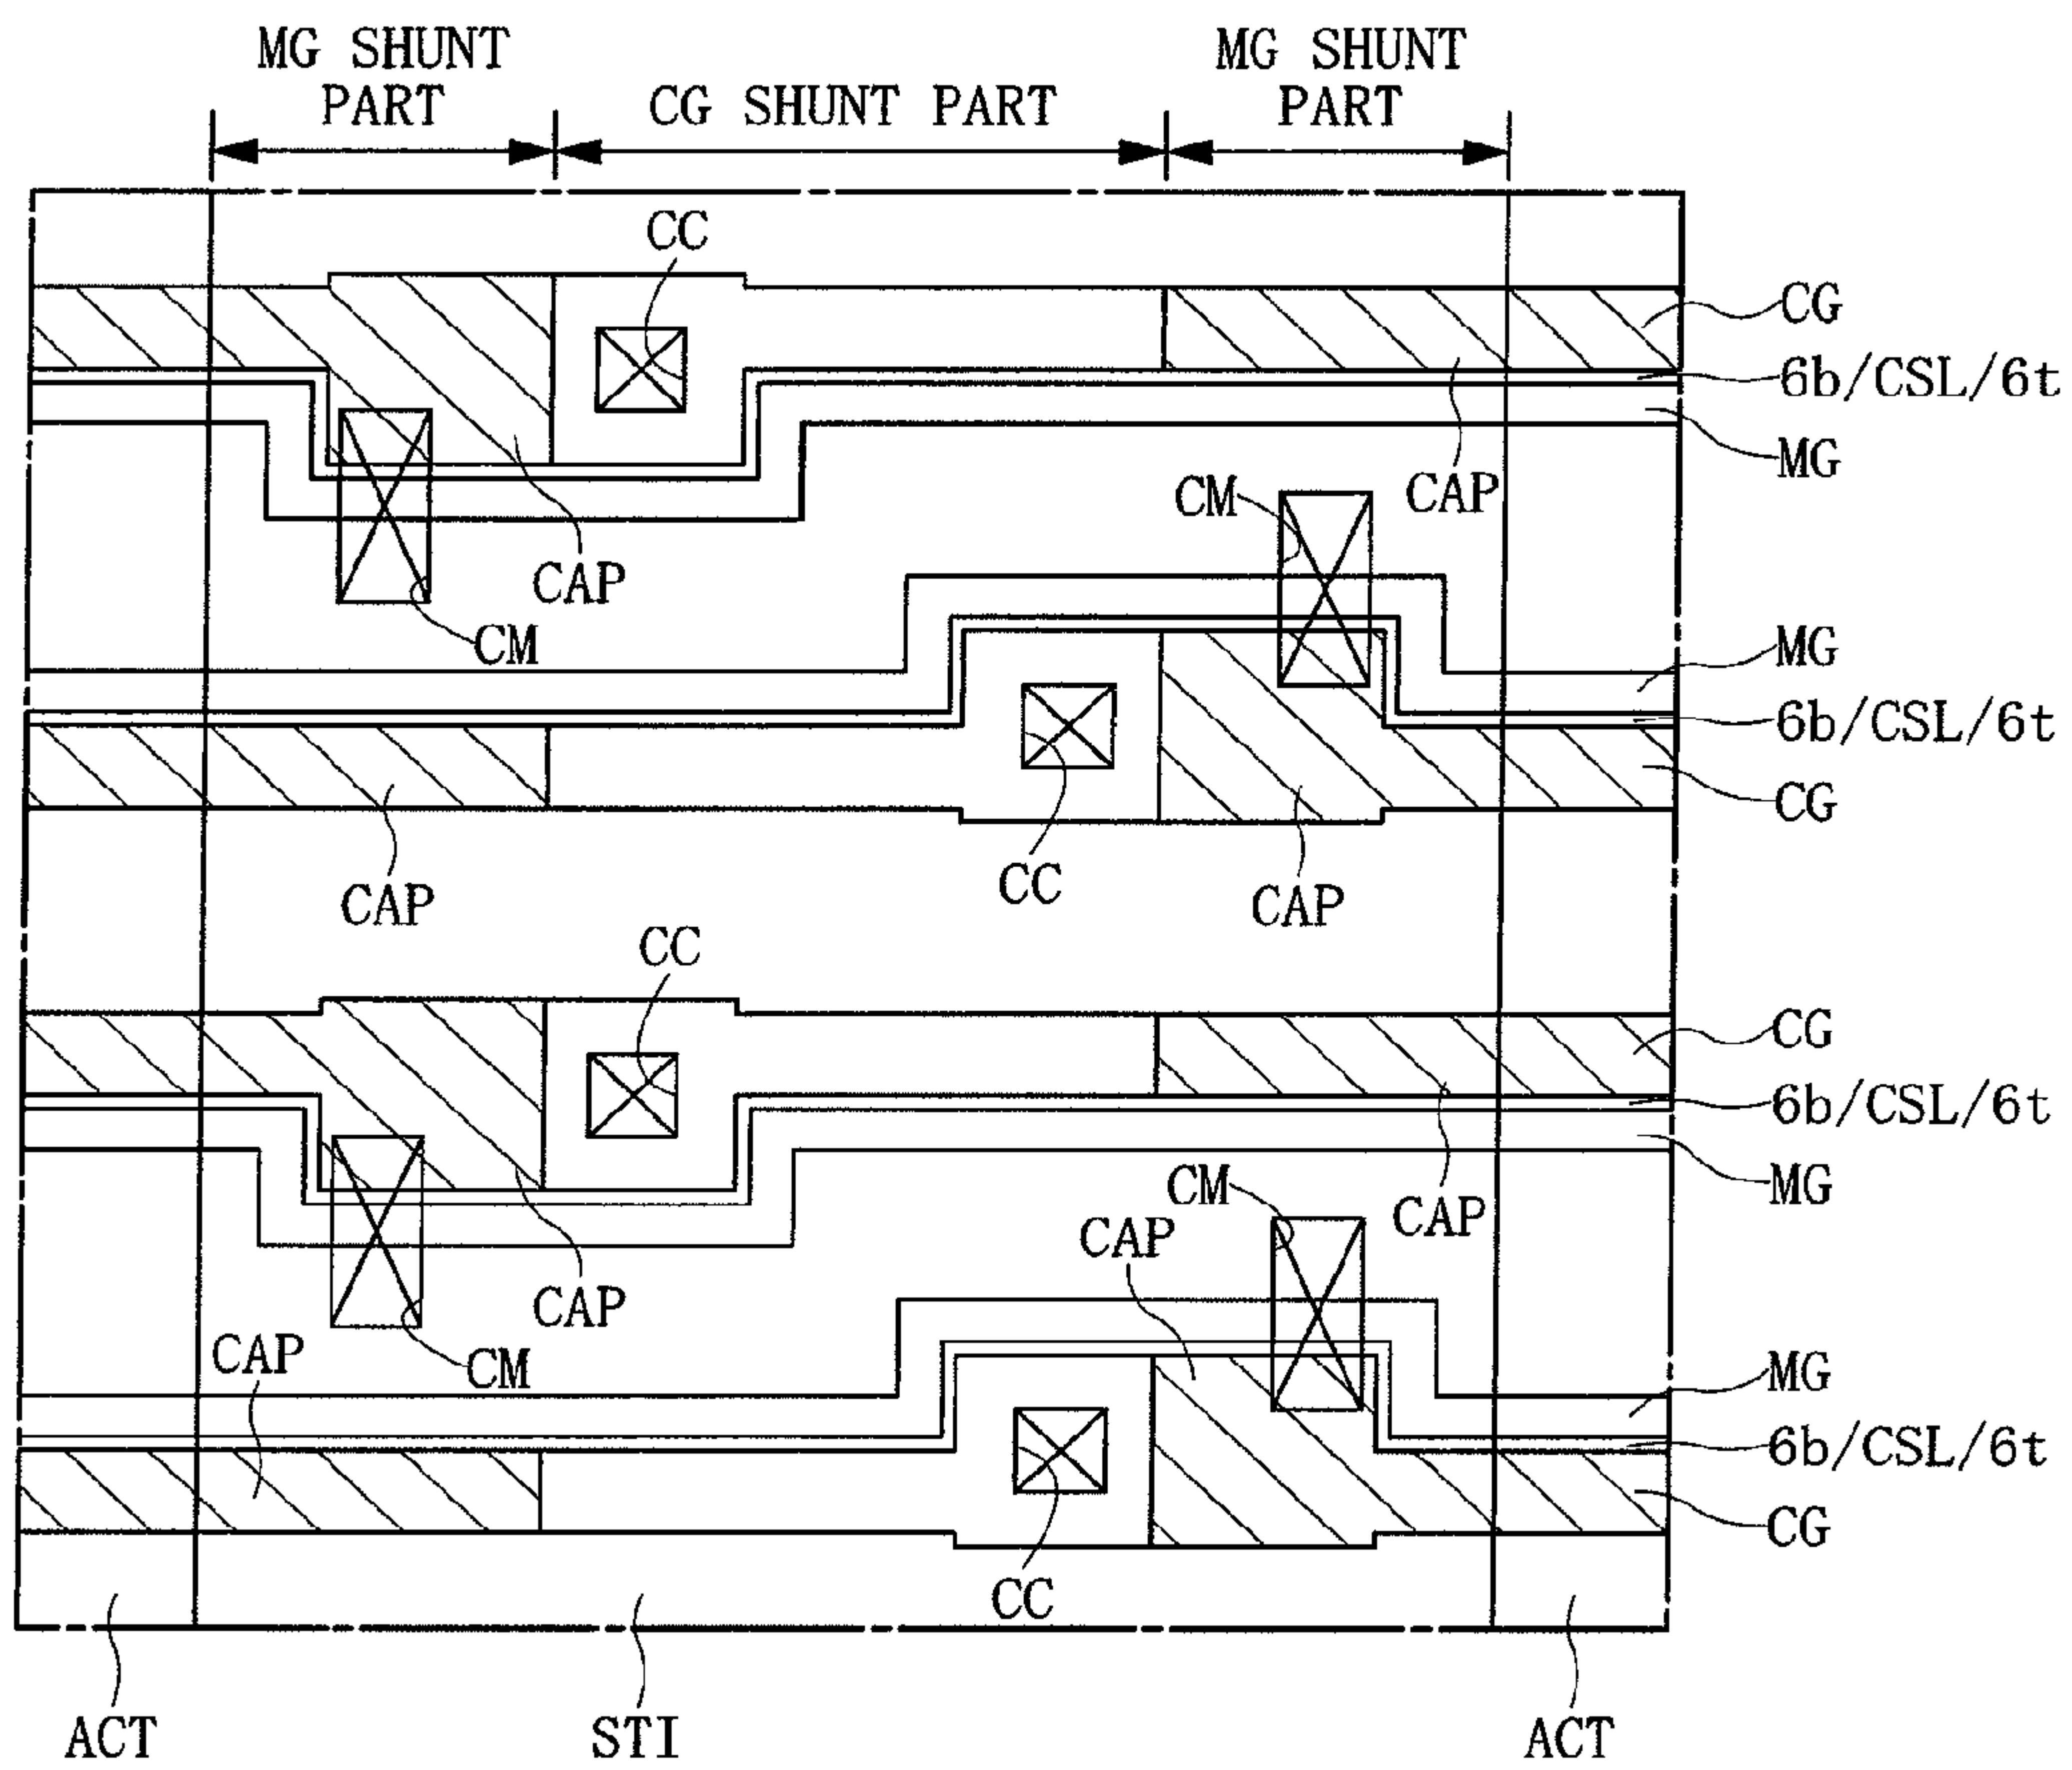 MG SHUNT
PART
CG SHUNT PART
MG SHUNT
PART
CC
CG
6b/CSL/6t
MG
CAP
CM
CAP
CM
MG
6b/CSL/6t
CG
CC
CAP
CAP
CC
CG
6b/CSL/6t
MG
CM
CAP
CAP
CAP
CAP
CM
MG
6b/CSL/6t
CG
CC
ACT
STI
ACT